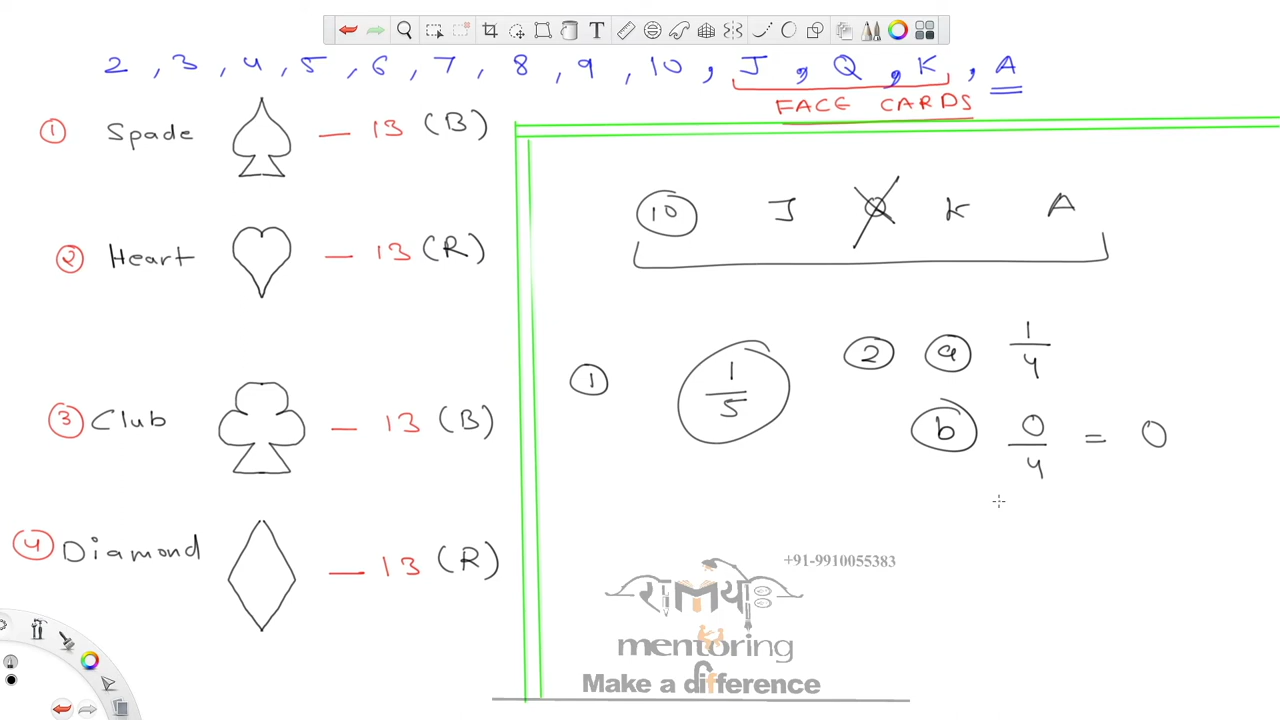 2 , 3 , 4 , 5 , 6 , 7 , 8 , 9 , 10 , J , Q , K , A
FACE CARDS
① Spade — 13 (B)
② Heart — 13 (R)
③ Club — 13 (B)
④ Diamond — 13 (R)
10 J Q K A
① 1/5
② ⓐ 1/4
ⓑ 0/4 = 0
+91-9910055383
राम्या
mentoring
Make a difference